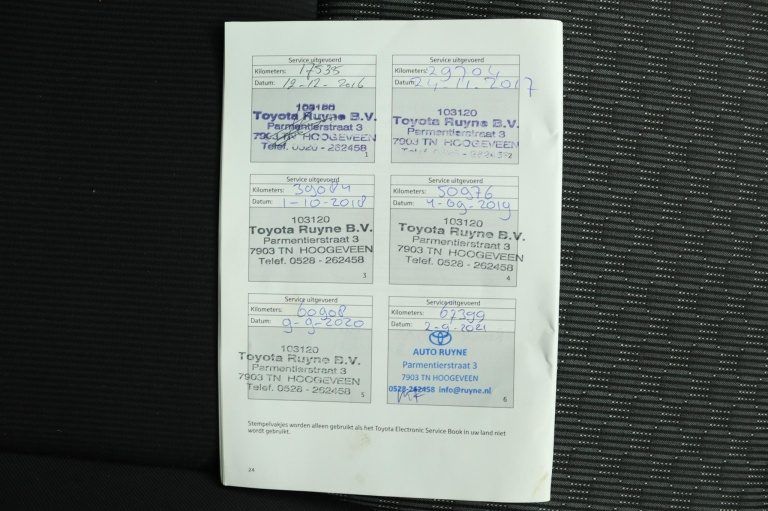 Service uitgevoerd
Kilometers: 17535
Datum: 12-12-2016
103120
Toyota Ruyne B.V.
Parmentierstraat 3
7903 TN HOOGEVEEN
Telef. 0528 - 262458
1
Service uitgevoerd
Kilometers: 29704
Datum: 24-11-2017
103120
Toyota Ruyne B.V.
Parmentierstraat 3
7903 TN HOOGEVEEN
Service uitgevoerd
Kilometers: 39084
Datum: 1-10-2018
103120
Toyota Ruyne B.V.
Parmentierstraat 3
7903 TN HOOGEVEEN
Telef. 0528 - 262458
3
Service uitgevoerd
Kilometers: 50976
Datum: 4-09-2019
103120
Toyota Ruyne B.V.
Parmentierstraat 3
7903 TN HOOGEVEEN
Telef. 0528 - 262458
4
Service uitgevoerd
Kilometers: 60908
Datum: 9-9-2020
103120
Toyota Ruyne B.V.
Parmentierstraat 3
7903 TN HOOGEVEEN
Telef. 0528 - 262458
5
Service uitgevoerd
Kilometers: 67399
Datum: 2-9-2021
AUTO RUYNE
Parmentierstraat 3
7903 TN HOOGEVEEN
0528-262458 info@ruyne.nl
6
Stempelvakjes worden alleen gebruikt als het Toyota Electronic Service Book in uw land niet
wordt gebruikt.
24